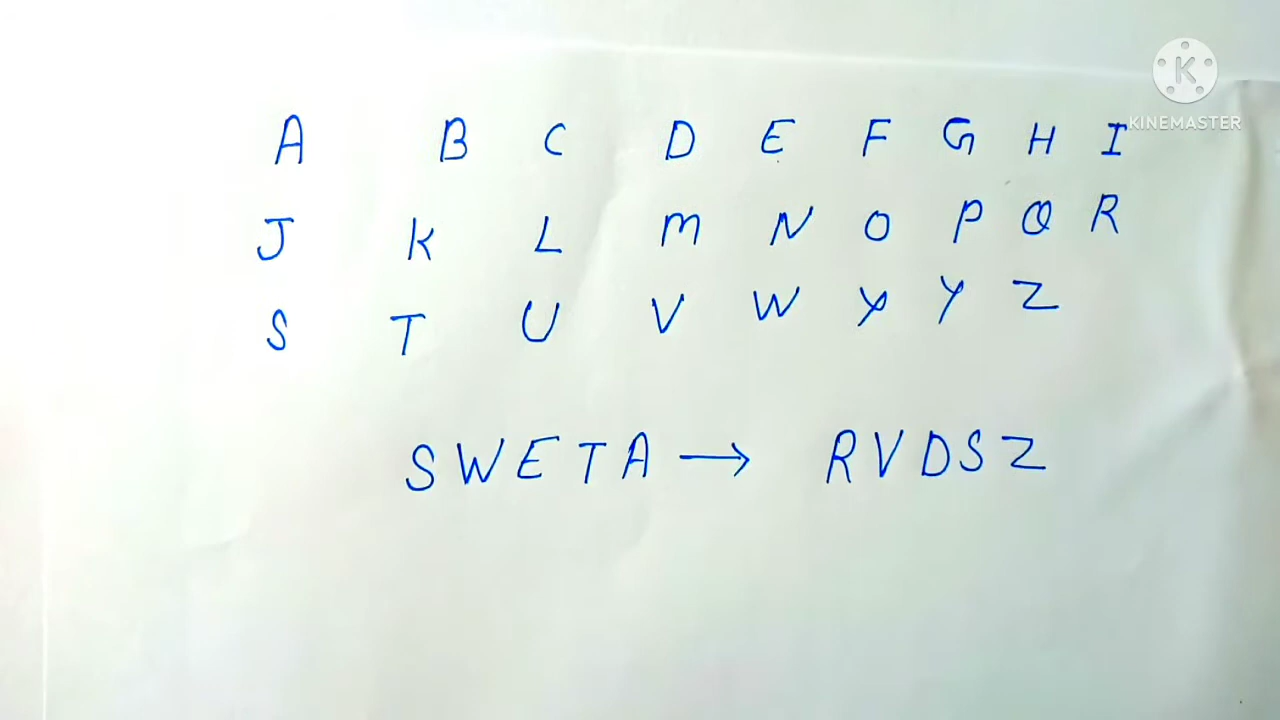 K
KINEMASTER
A B C D E F G H I
J K L M N O P Q R
S T U V W X Y Z
SWETA → RVDSZ